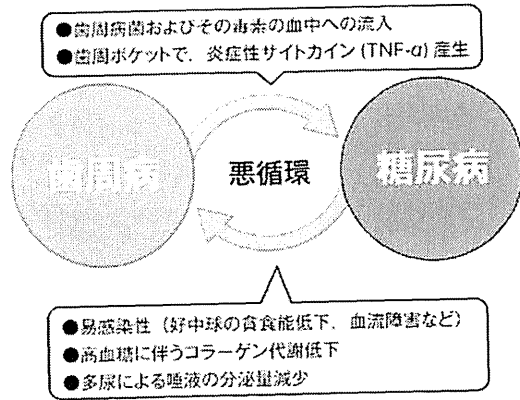 ●歯周病菌およびその毒素の血中への流入
●歯周ポケットで，炎症性サイトカイン(TNF-α)産生
歯周病
悪循環
糖尿病
●易感染性（好中球の貪食能低下，血流障害など）
●高血糖に伴うコラーゲン代謝低下
●多尿による唾液の分泌量減少